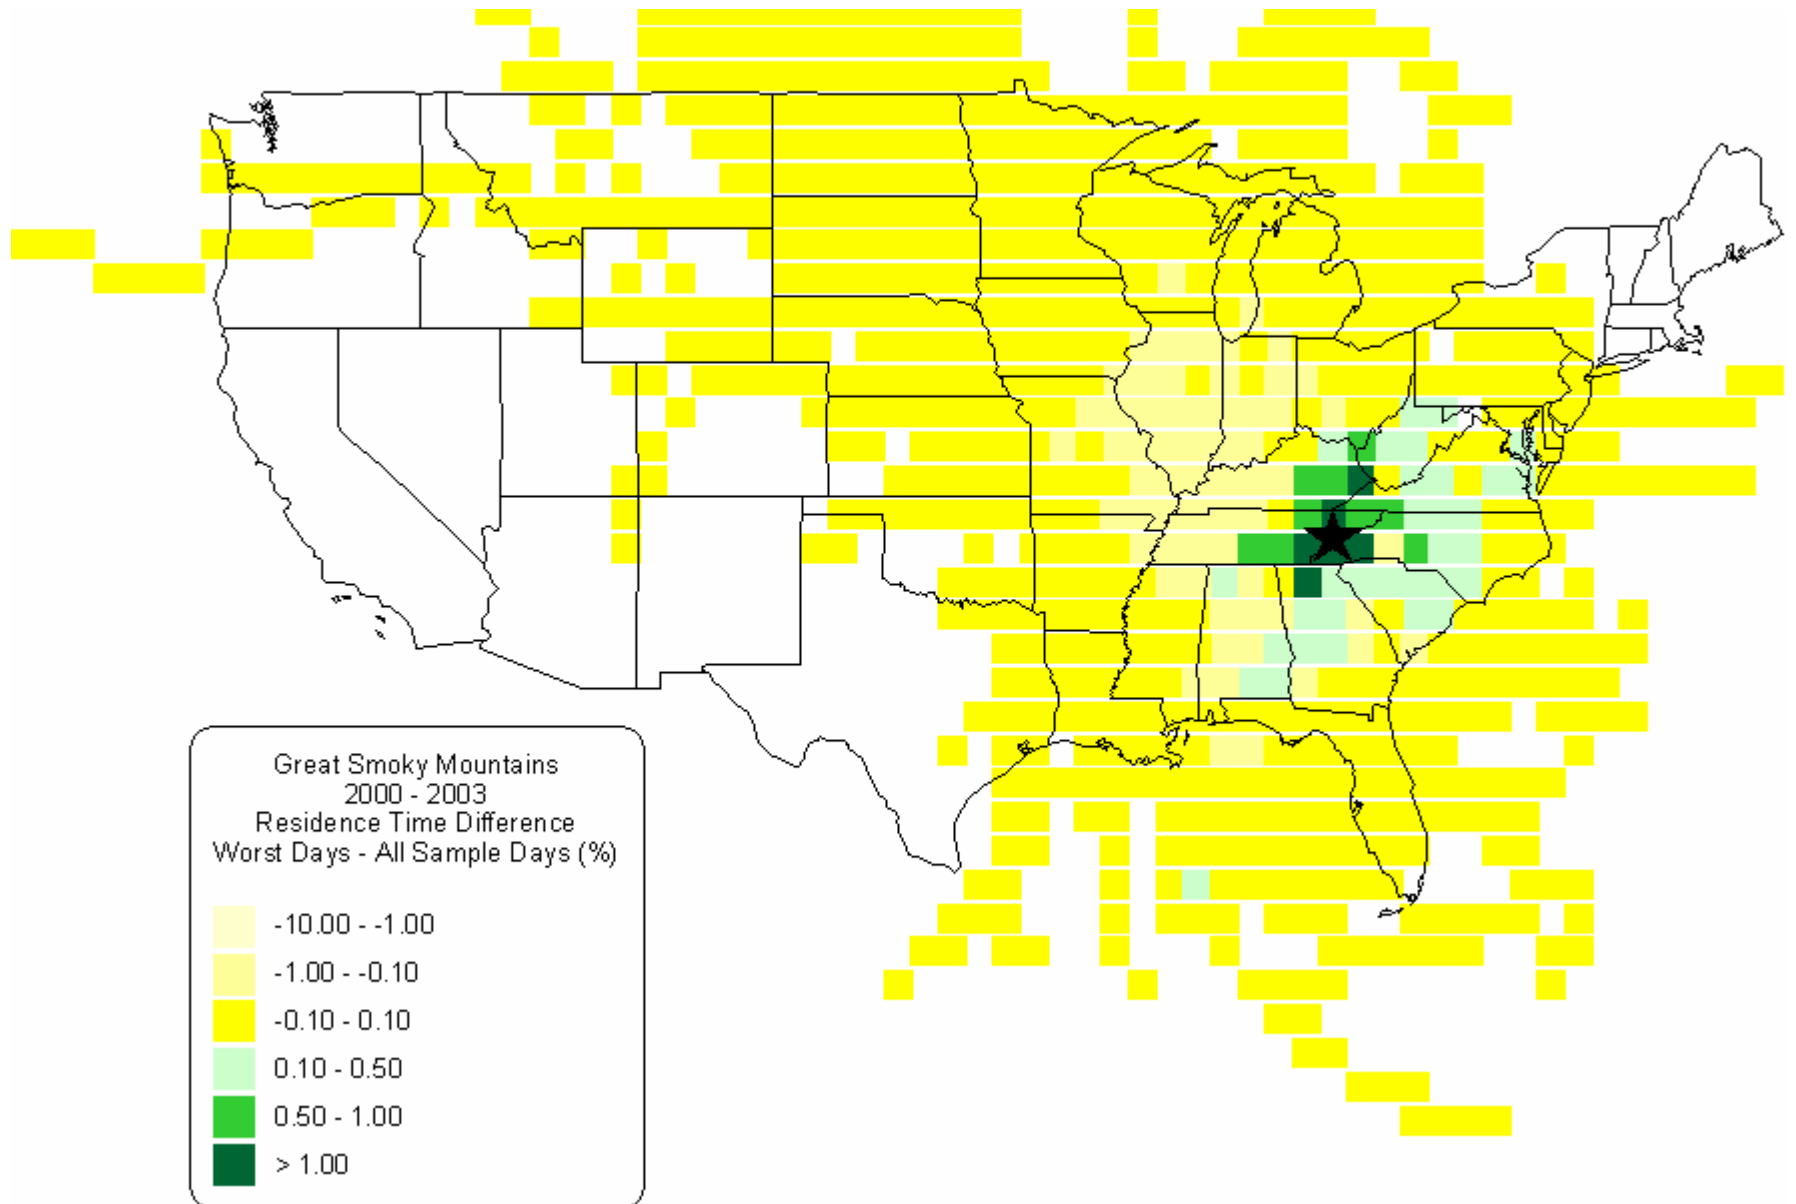 Great Smoky Mountains
2000 - 2003
Residence Time Difference
Worst Days - All Sample Days (%)
-10.00 - -1.00
-1.00 - -0.10
-0.10 - 0.10
0.10 - 0.50
0.50 - 1.00
> 1.00